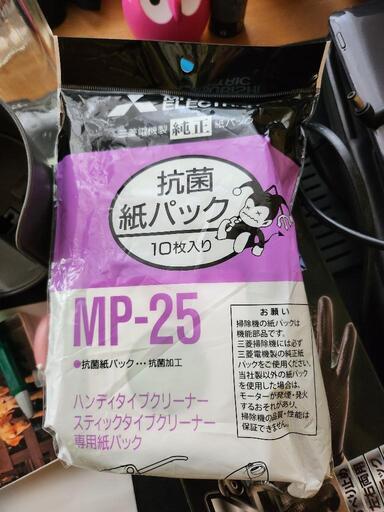 MITSUBISHI
ELECTRIC
三菱電機製 純正 紙パック
抗菌
紙パック
10枚入り
MP-25
●抗菌紙パック・・・抗菌加工
ハンディタイプクリーナー
スティックタイプクリーナー
専用紙パック
お願い
掃除機の紙パックは
機能部品です。
三菱掃除機には必ず
三菱電機製の純正紙
パックをご使用ください。
当社製以外の紙パック
を使用した場合は、
モーターが発煙・発火
するおそれがあり、
掃除機の品質・性能は
保証できません。